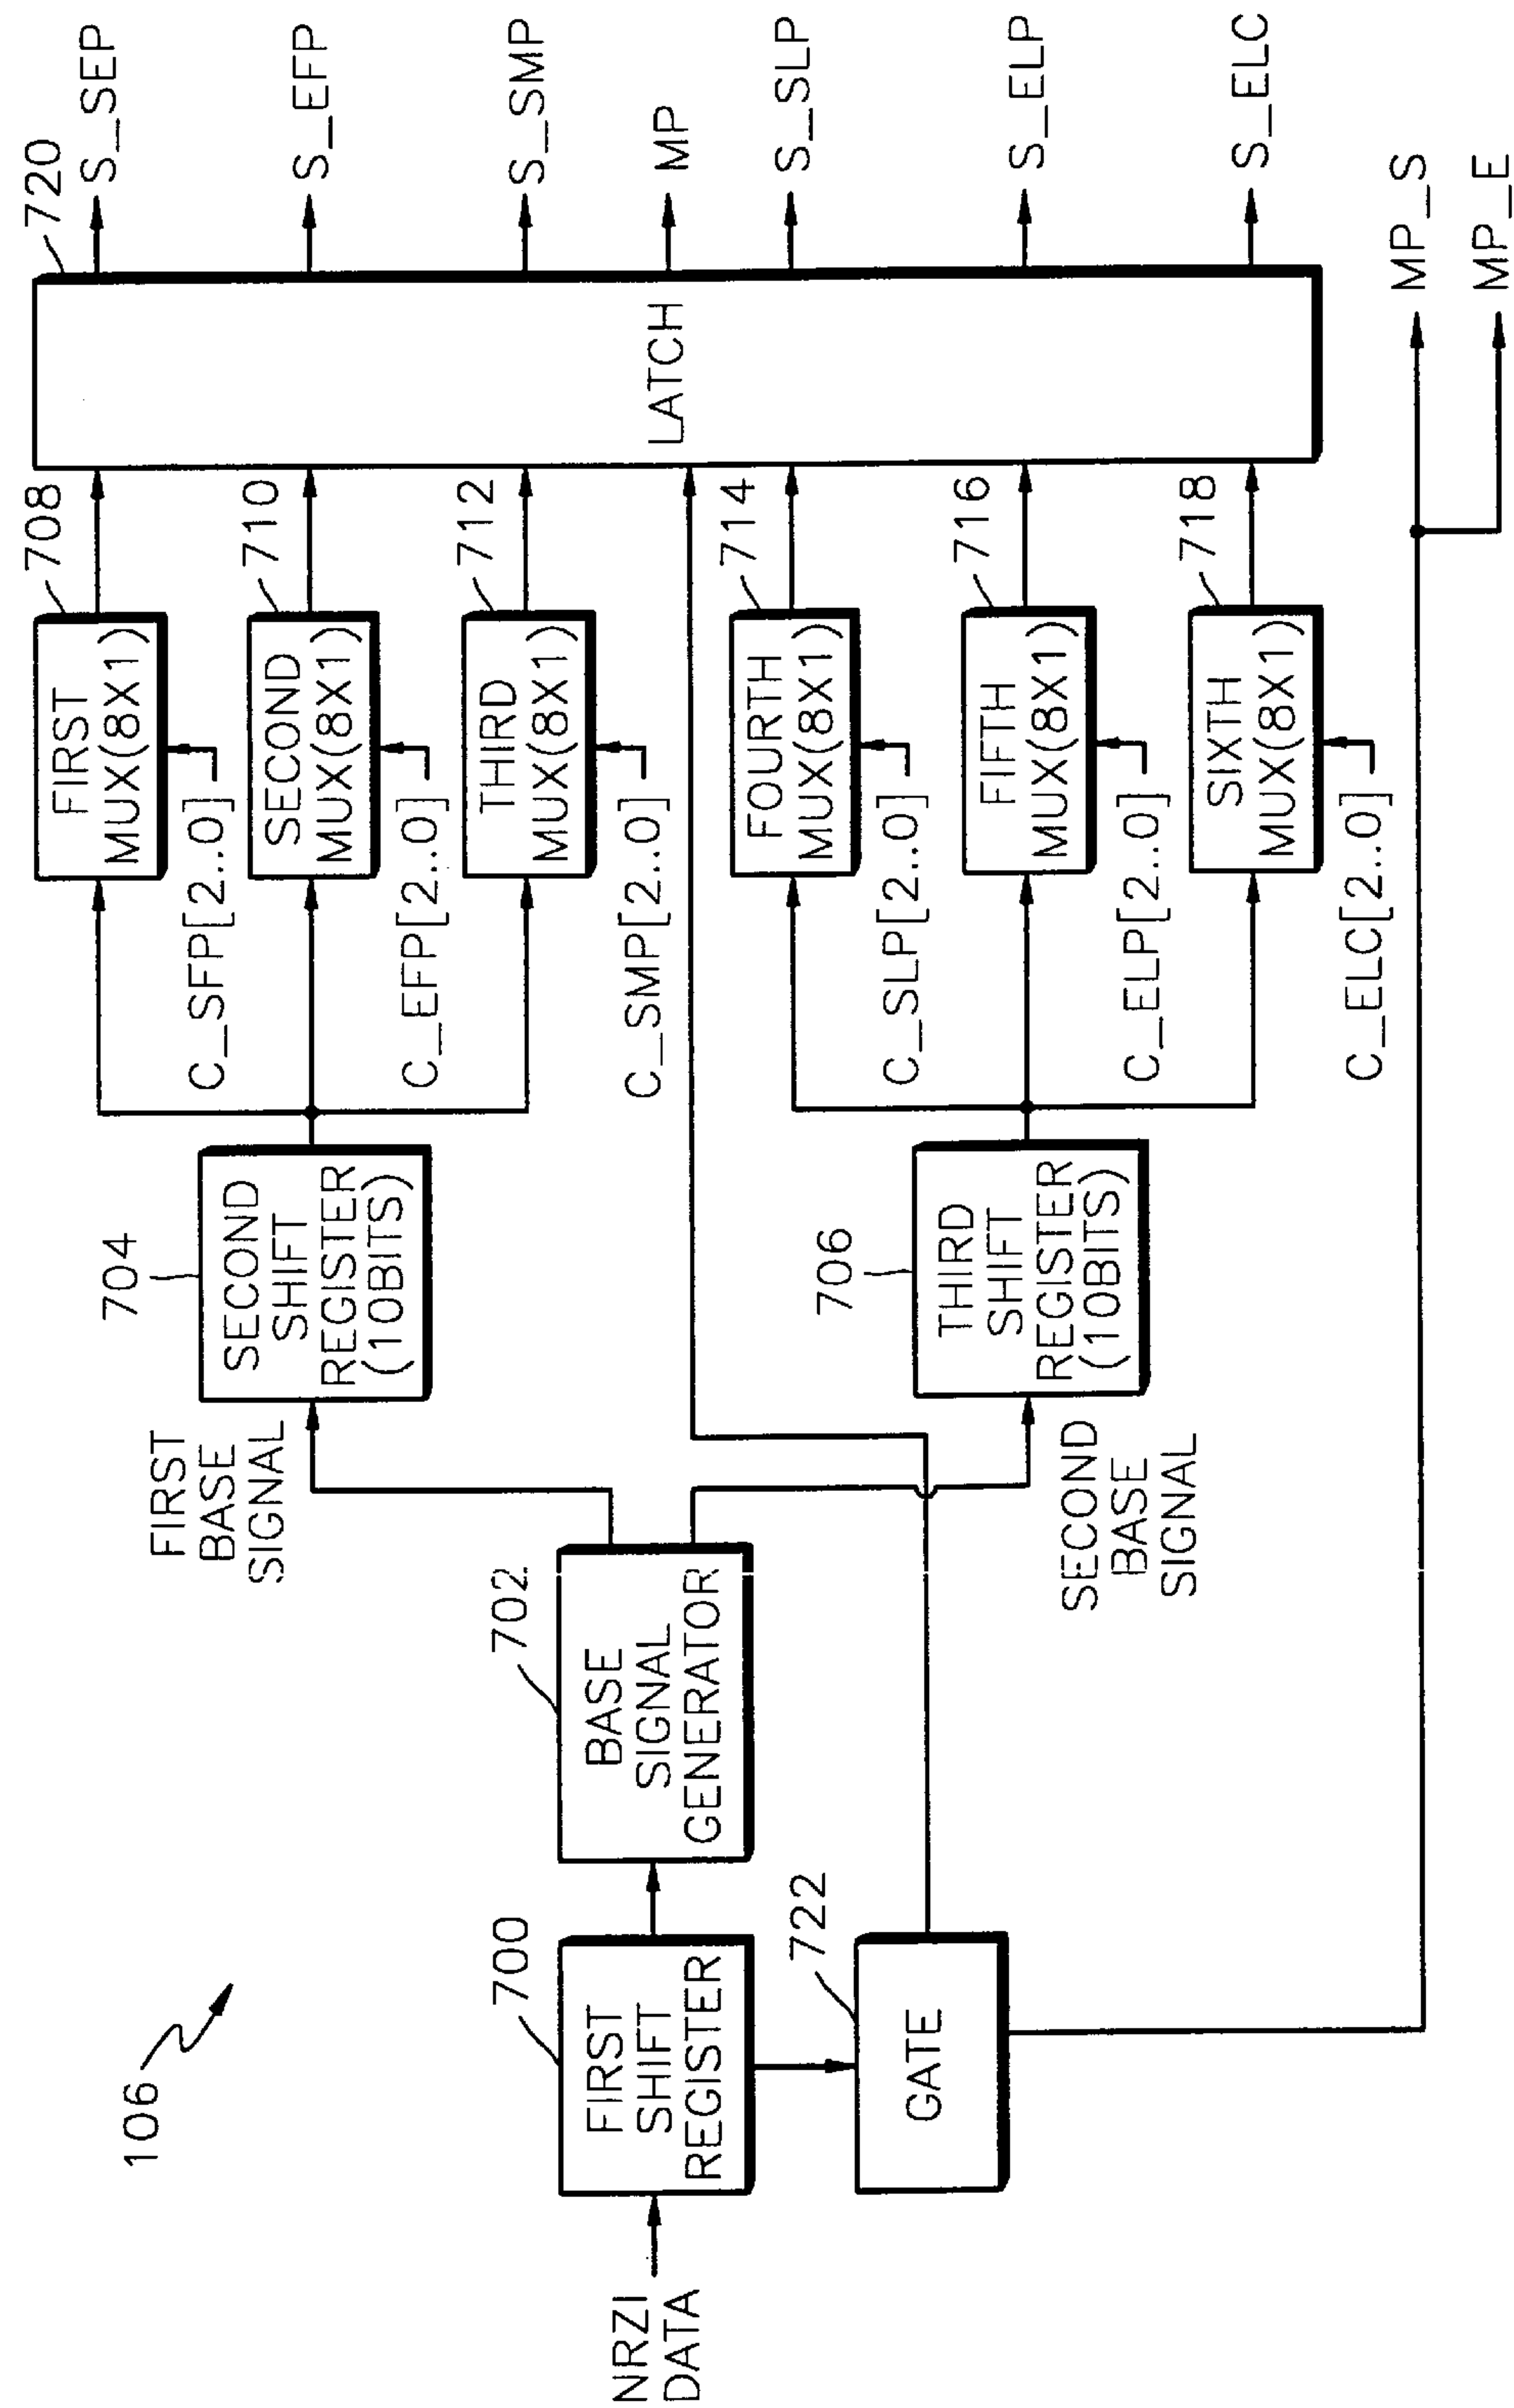 106
NRZI
DATA
700
FIRST
SHIFT
REGISTER
722
GATE
702
BASE
SIGNAL
GENERATOR
FIRST
BASE
SIGNAL
SECOND
BASE
SIGNAL
704
SECOND
SHIFT
REGISTER
(10BITS)
706
THIRD
SHIFT
REGISTER
(10BITS)
708
FIRST
MUX(8X1)
C_SFP[2..0]
710
SECOND
MUX(8X1)
C_EFP[2..0]
712
THIRD
MUX(8X1)
C_SMP[2..0]
714
FOURTH
MUX(8X1)
C_SLP[2..0]
716
FIFTH
MUX(8X1)
C_ELP[2..0]
718
SIXTH
MUX(8X1)
C_ELC[2..0]
720
LATCH
S_SEP
S_EFP
S_SMP
MP
S_SLP
S_ELP
S_ELC
MP_S
MP_E